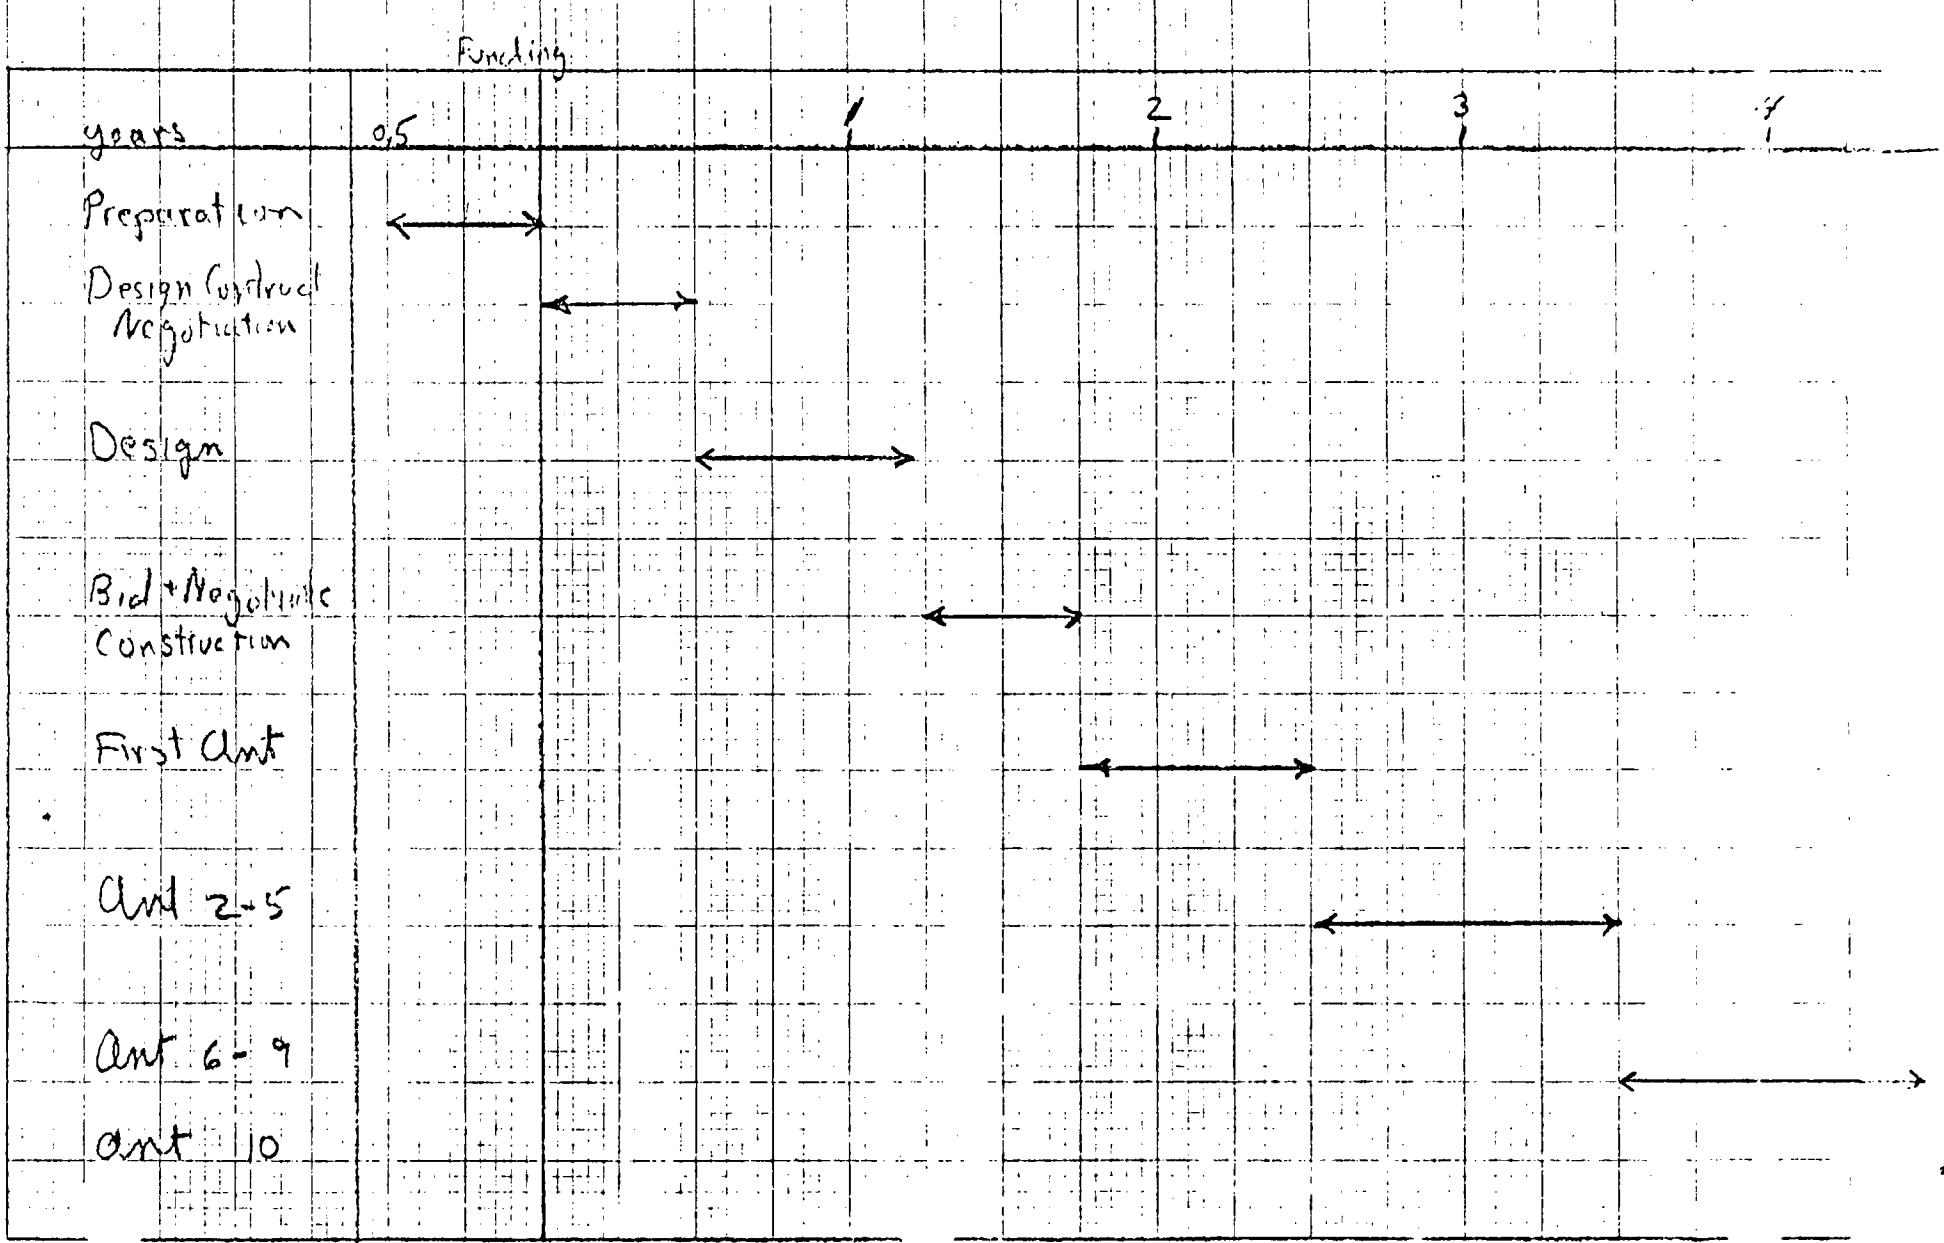 Funding
years 0,5 1 2 3 4
Preparation
Design Contract
Negotiation
Design
Bid + Negotiate
Construction
First Ant
Ant 2-5
Ant 6-9
Ant 10